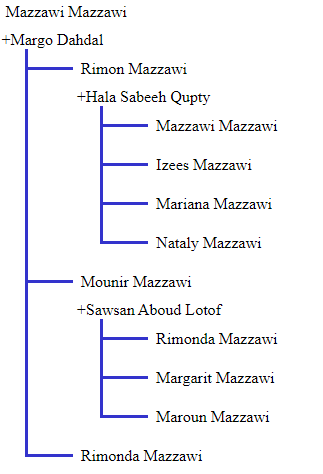 Mazzawi Mazzawi
+Margo Dahdal
Rimon Mazzawi
+Hala Sabeeh Qupty
Mazzawi Mazzawi
Izees Mazzawi
Mariana Mazzawi
Nataly Mazzawi
Mounir Mazzawi
+Sawsan Aboud Lotof
Rimonda Mazzawi
Margarit Mazzawi
Maroun Mazzawi
Rimonda Mazzawi